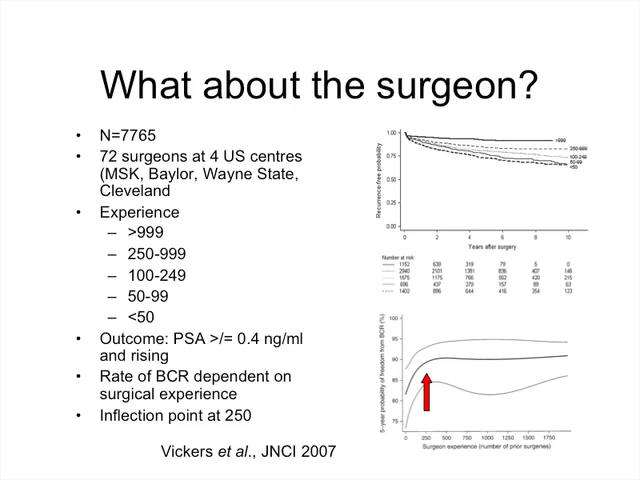 What about the surgeon?
• N=7765
• 72 surgeons at 4 US centres
(MSK, Baylor, Wayne State,
Cleveland
• Experience
– >999
– 250-999
– 100-249
– 50-99
– <50
• Outcome: PSA >/= 0.4 ng/ml
and rising
• Rate of BCR dependent on
surgical experience
• Inflection point at 250
Vickers et al., JNCI 2007
Recurrence-free probability
1.00
0.75
0.50
0.25
0.00
>999
250-999
100-249
50-99
<50
0 2 4 6 8 10
Years after surgery
Number at risk:
1152 639 319 79 5 0
2940 2101 1391 836 407 146
1575 1175 766 662 420 215
696 437 279 157 89 63
1402 896 644 416 254 123
5-year probability of freedom from BCR (%)
100
95
90
85
80
75
0 250 500 750 1000 1250 1500 1750
Surgeon experience (number of prior surgeries)